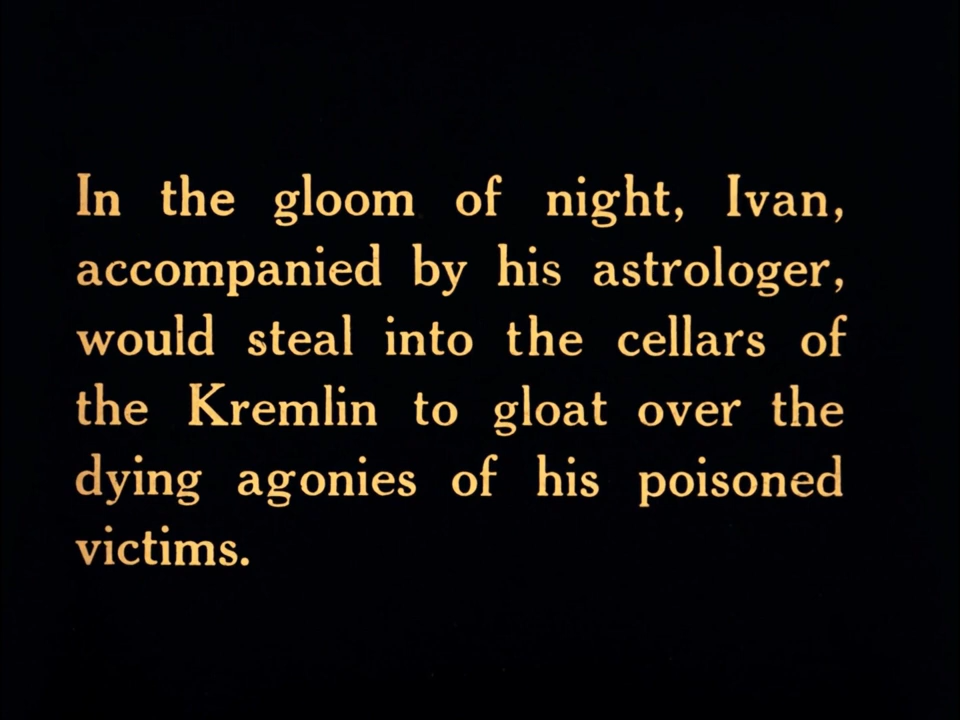 In the gloom of night, Ivan,
accompanied by his astrologer,
would steal into the cellars of
the Kremlin to gloat over the
dying agonies of his poisoned
victims.